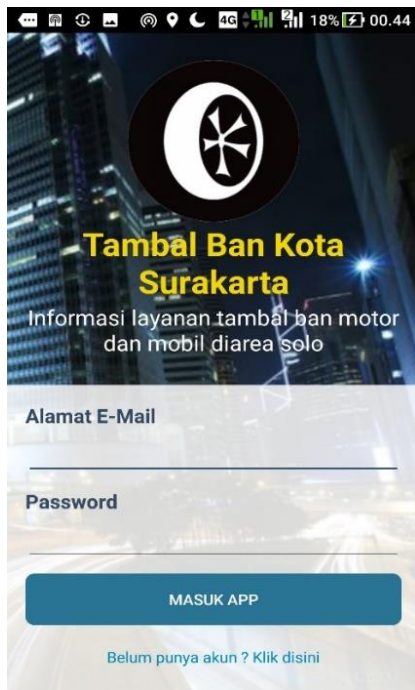 4G 18% 00.44
Tambal Ban Kota
Surakarta
Informasi layanan tambal ban motor
dan mobil diarea solo
Alamat E-Mail
Password
MASUK APP
Belum punya akun ? Klik disini